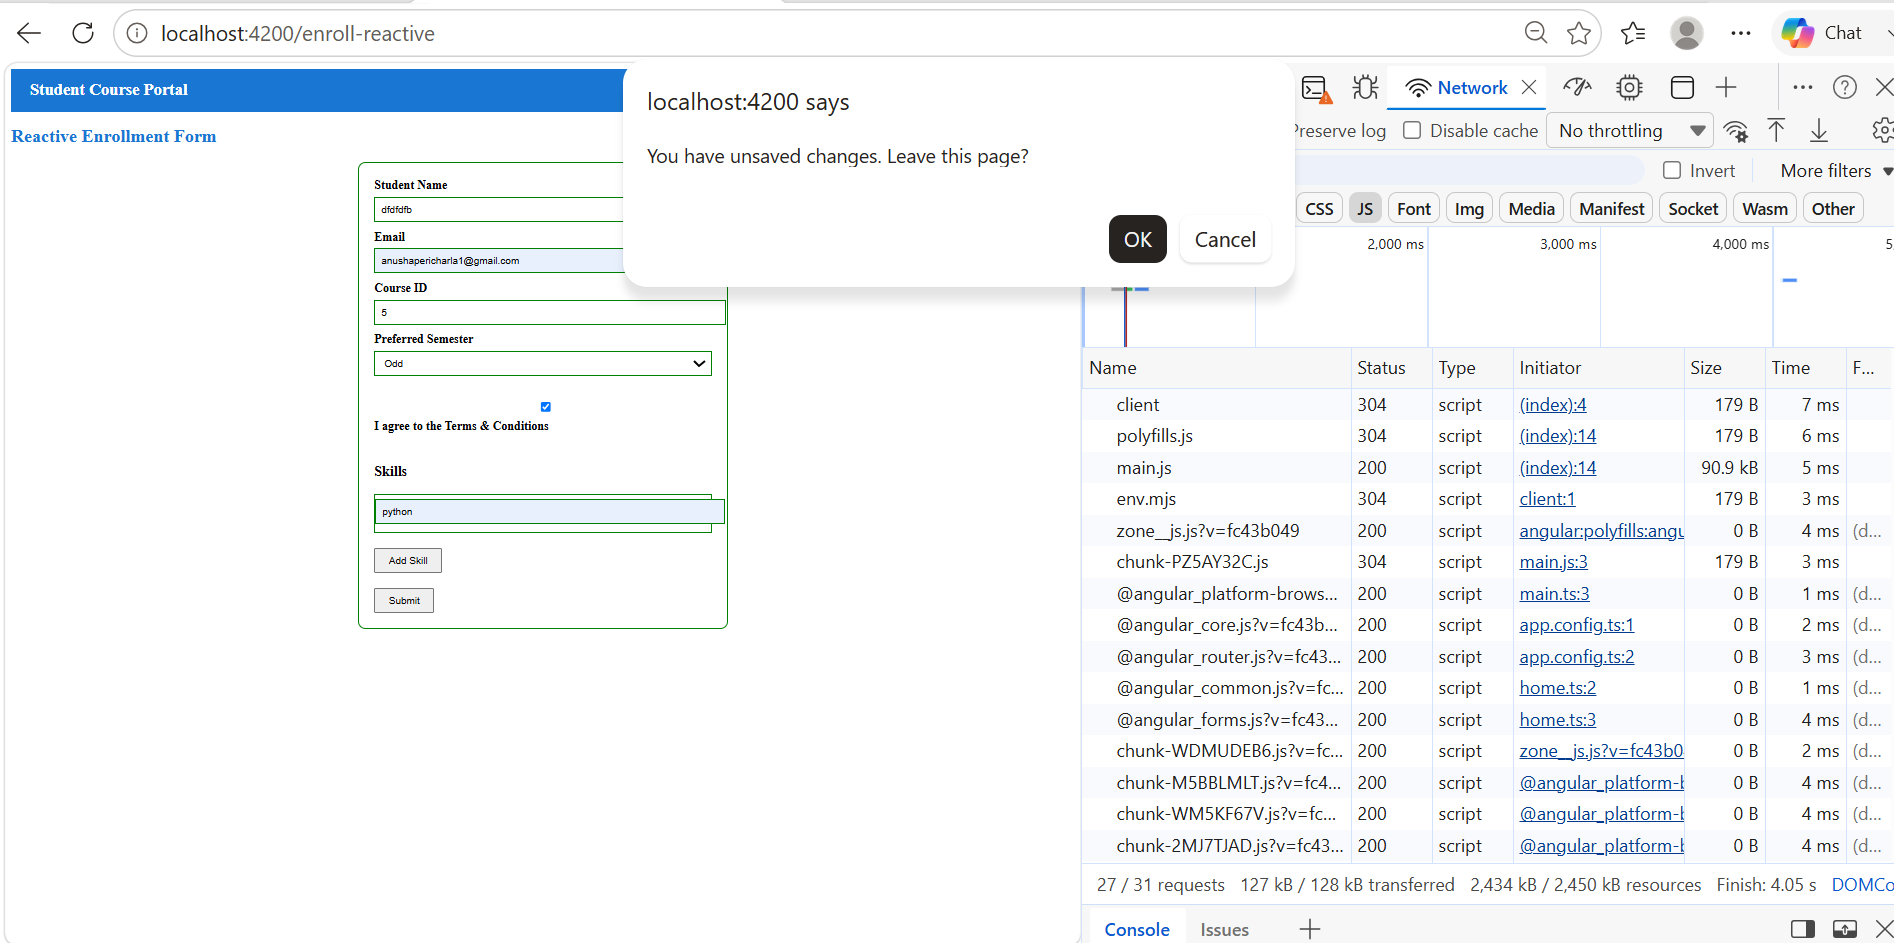 localhost:4200/enroll-reactive
Chat
Student Course Portal
Reactive Enrollment Form
localhost:4200 says
You have unsaved changes. Leave this page?
OK
Cancel
Student Name
dfdfdfb
Email
anushapericharla1@gmail.com
Course ID
5
Preferred Semester
Odd
I agree to the Terms & Conditions
Skills
python
Add Skill
Submit
Network
Preserve log
Disable cache
No throttling
Invert
More filters
CSS JS Font Img Media Manifest Socket Wasm Other
2,000 ms 3,000 ms 4,000 ms 5
Name Status Type Initiator Size Time F...
client 304 script (index):4 179 B 7 ms
polyfills.js 304 script (index):14 179 B 6 ms
main.js 200 script (index):14 90.9 kB 5 ms
env.mjs 304 script client:1 179 B 3 ms
zone__js.js?v=fc43b049 200 script angular:polyfills:angu 0 B 4 ms (d...
chunk-PZ5AY32C.js 304 script main.js:3 179 B 3 ms
@angular_platform-brows... 200 script main.ts:3 0 B 1 ms (d...
@angular_core.js?v=fc43b... 200 script app.config.ts:1 0 B 2 ms (d...
@angular_router.js?v=fc43... 200 script app.config.ts:2 0 B 3 ms (d...
@angular_common.js?v=fc... 200 script home.ts:2 0 B 1 ms (d...
@angular_forms.js?v=fc43... 200 script home.ts:3 0 B 4 ms (d...
chunk-WDMUDEB6.js?v=fc... 200 script zone__js.js?v=fc43b0 0 B 2 ms (d...
chunk-M5BBLMLT.js?v=fc4... 200 script @angular_platform-b 0 B 4 ms (d...
chunk-WM5KF67V.js?v=fc... 200 script @angular_platform-b 0 B 4 ms (d...
chunk-2MJ7TJAD.js?v=fc43... 200 script @angular_platform-b 0 B 4 ms (d...
27 / 31 requests 127 kB / 128 kB transferred 2,434 kB / 2,450 kB resources Finish: 4.05 s DOMCo
Console Issues